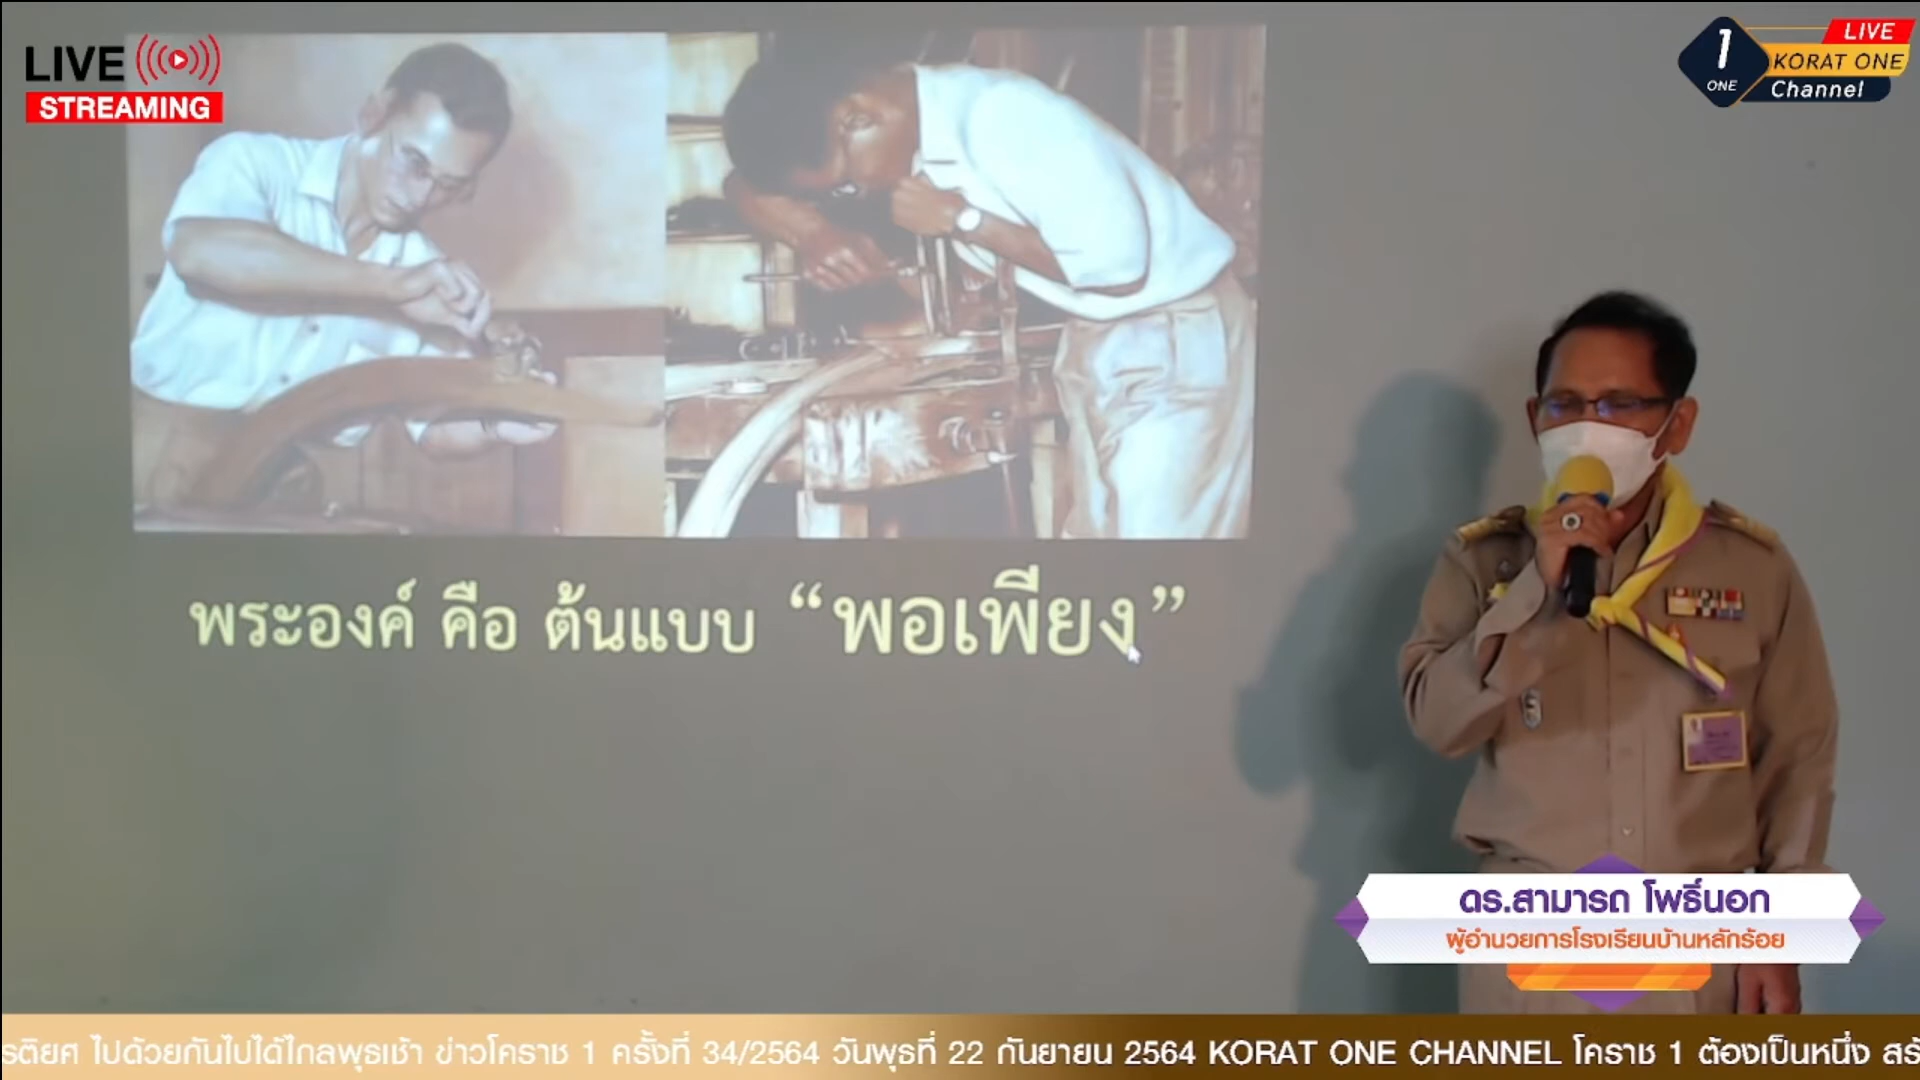 LIVE
STREAMING
1
ONE
LIVE
KORAT ONE
Channel
พระองค์ คือ ต้นแบบ “พอเพียง”
ดร.สามารถ โพธิ์นอก
ผู้อำนวยการโรงเรียนบ้านหลักร้อย
รติยศ ไปด้วยกันไปได้ไกลพุธเช้า ข่าวโคราช 1 ครั้งที่ 34/2564 วันพุธที่ 22 กันยายน 2564 KORAT ONE CHANNEL โคราช 1 ต้องเป็นหนึ่ง สร้